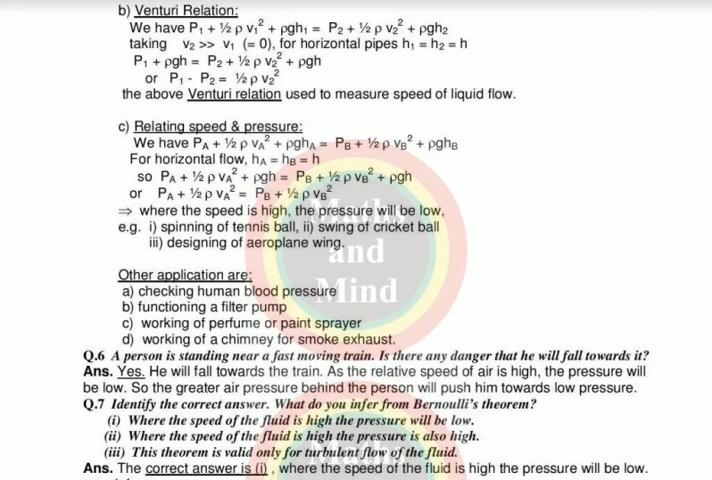 b) Venturi Relation:
We have P₁ + ½ ρ v₁² + ρgh₁ = P₂ + ½ ρ v₂² + ρgh₂
taking v₂ >> v₁ (= 0), for horizontal pipes h₁ = h₂ = h
P₁ + ρgh = P₂ + ½ ρ v₂² + ρgh
or P₁ - P₂ = ½ ρ v₂²
the above Venturi relation used to measure speed of liquid flow.
c) Relating speed & pressure:
We have PA + ½ ρ vA² + ρghA = PB + ½ ρ vB² + ρghB
For horizontal flow, hA = hB = h
so PA + ½ ρ vA² + ρgh = PB + ½ ρ vB² + ρgh
or PA + ½ ρ vA² = PB + ½ ρ vB²
⇒ where the speed is high, the pressure will be low,
e.g. i) spinning of tennis ball, ii) swing of cricket ball
iii) designing of aeroplane wing.
Maths
and
Mind
Other application are:
a) checking human blood pressure
b) functioning a filter pump
c) working of perfume or paint sprayer
d) working of a chimney for smoke exhaust.
Q.6 A person is standing near a fast moving train. Is there any danger that he will fall towards it?
Ans. Yes. He will fall towards the train. As the relative speed of air is high, the pressure will
be low. So the greater air pressure behind the person will push him towards low pressure.
Q.7 Identify the correct answer. What do you infer from Bernoulli's theorem?
(i) Where the speed of the fluid is high the pressure will be low.
(ii) Where the speed of the fluid is high the pressure is also high.
(iii) This theorem is valid only for turbulent flow of the fluid.
Ans. The correct answer is (i) , where the speed of the fluid is high the pressure will be low.
Maths